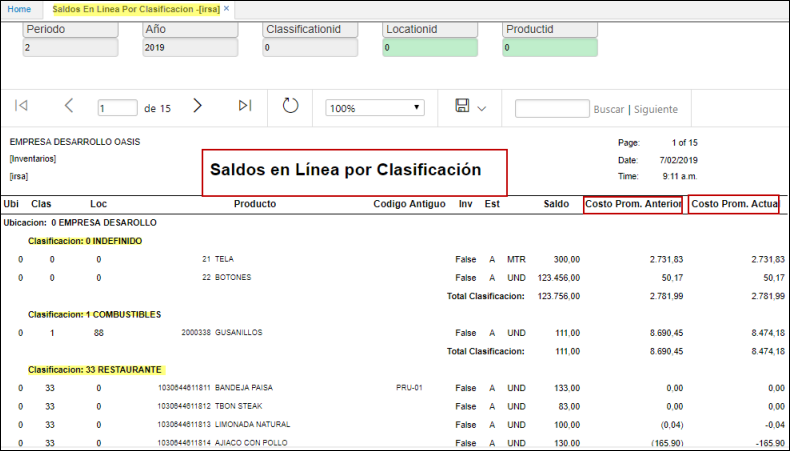 Home Saldos En Linea Por Clasificacion -[irsa] ×
Periodo Año Classificationid Locationid Productid
2 2019 0 0 0
1 de 15 100% Buscar | Siguiente
EMPRESA DESARROLLO OASIS Page: 1 of 15
[Inventarios] Date: 7/02/2019
[irsa] Time: 9:11 a.m.
Saldos en Línea por Clasificación
Ubi Clas Loc Producto Codigo Antiguo Inv Est Saldo Costo Prom. Anterior Costo Prom. Actua
Ubicacion: 0 EMPRESA DESAROLLO
Clasificacion: 0 INDEFINIDO
0 0 0 21 TELA False A MTR 300,00 2.731,83 2.731,83
0 0 0 22 BOTONES False A UND 123.456,00 50,17 50,17
Total Clasificacion: 123.756,00 2.781,99 2.781,99
Clasificacion: 1 COMBUSTIBLES
0 1 88 2000338 GUSANILLOS False A UND 111,00 8.690,45 8.474,18
Total Clasificacion: 111,00 8.690,45 8.474,18
Clasificacion: 33 RESTAURANTE
0 33 0 1030644611811 BANDEJA PAISA PRU-01 False A UND 133,00 0,00 0,00
0 33 0 1030644611812 TBON STEAK False A UND 83,00 0,00 0,00
0 33 0 1030644611813 LIMONADA NATURAL False A UND 100,00 (0,04) -0,04
0 33 0 1030644611814 AJIACO CON POLLO False A UND 130,00 (165,90) -165,90